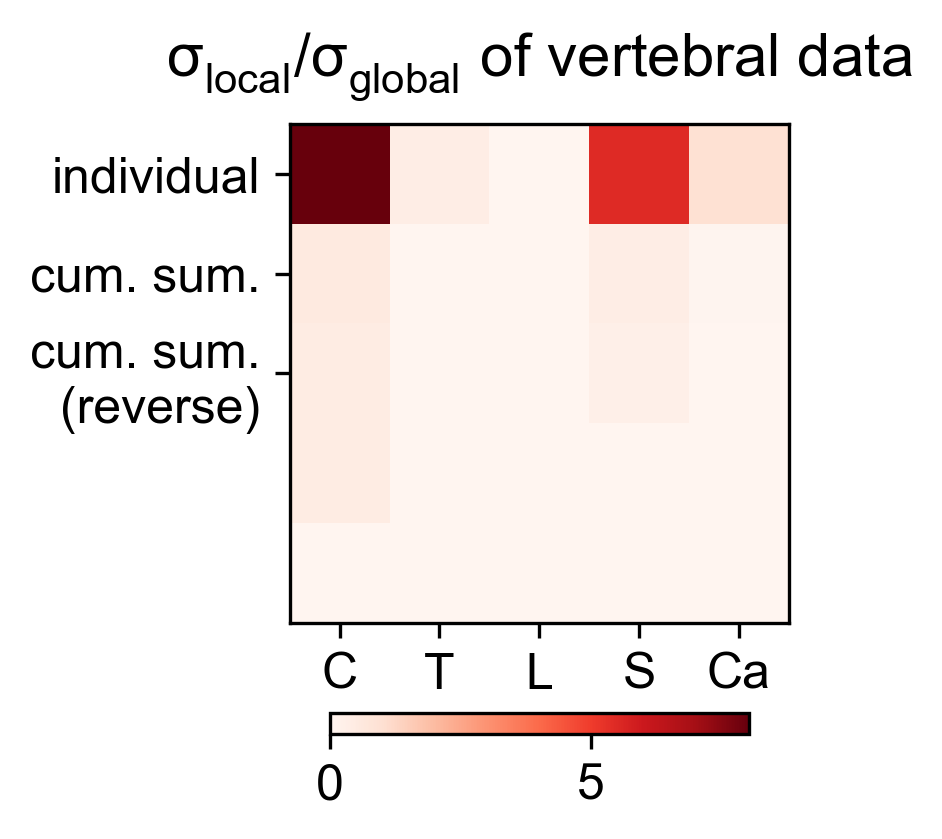 σlocal/σglobal of vertebral data
individual
cum. sum.
cum. sum.
(reverse)
C T L S Ca
0 5